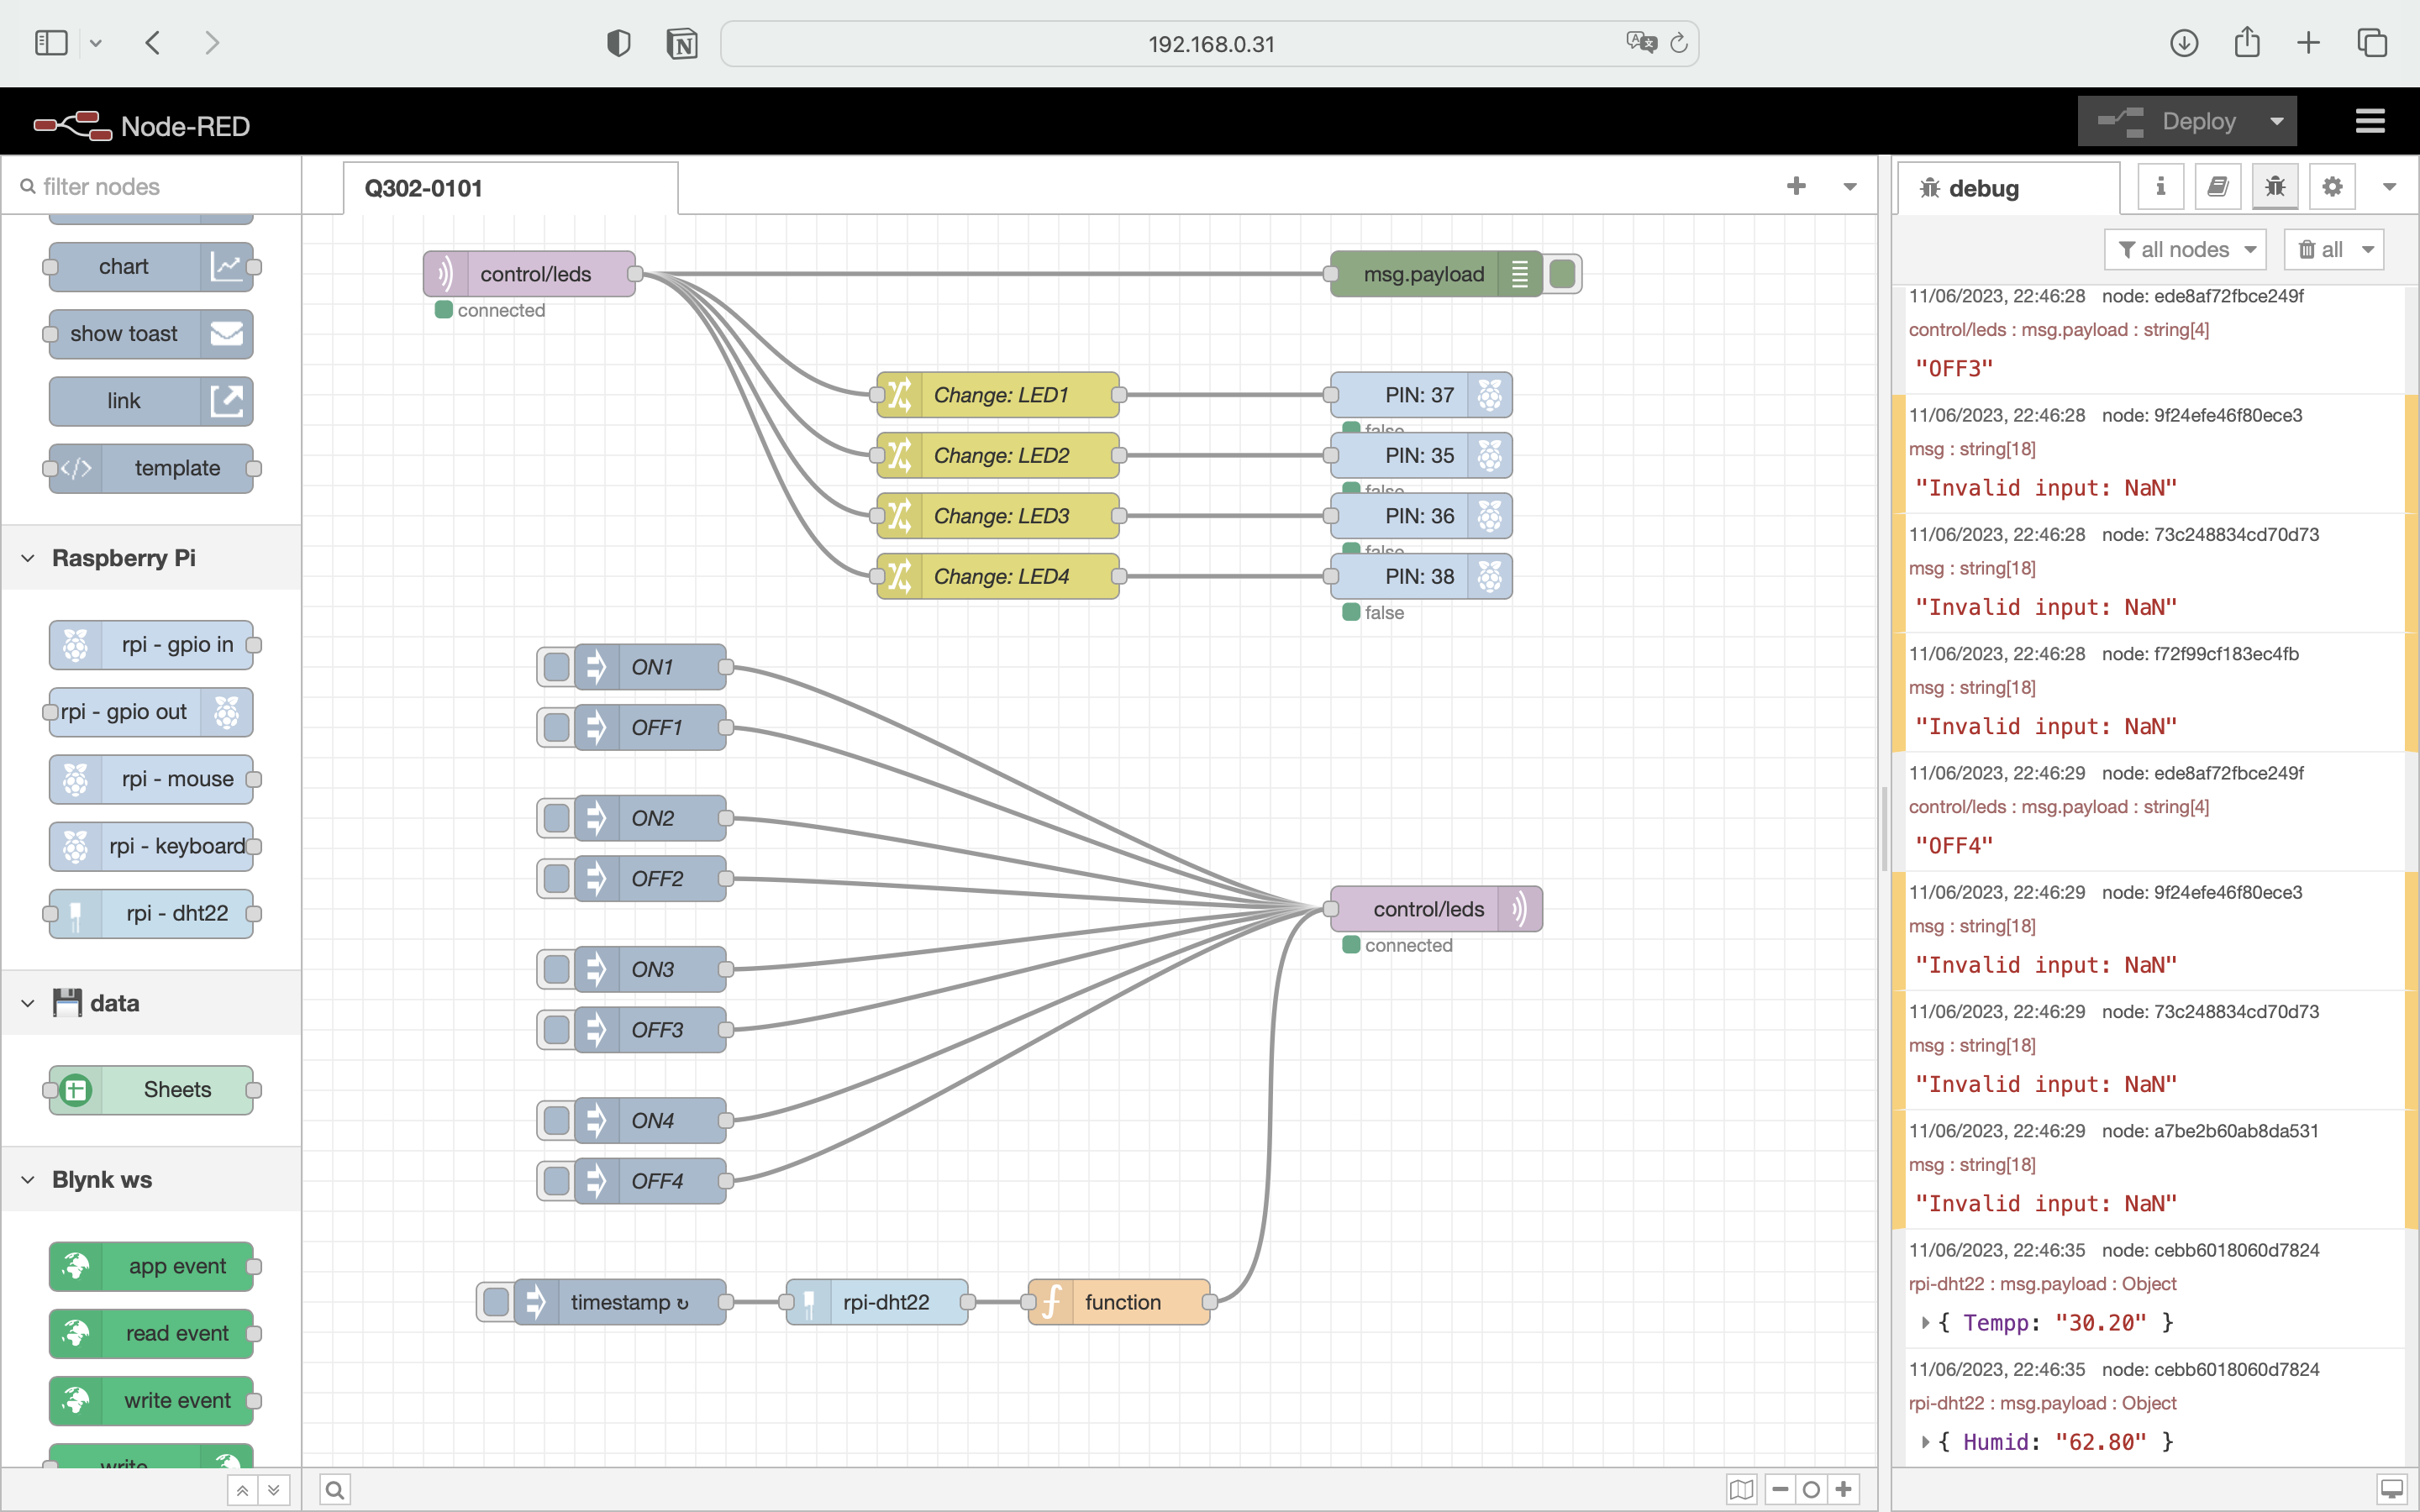 192.168.0.31
Node-RED
Deploy
filter nodes
chart
show toast
link
template
Raspberry Pi
rpi - gpio in
rpi - gpio out
rpi - mouse
rpi - keyboard
rpi - dht22
data
Sheets
Blynk ws
app event
read event
write event
write
Q302-0101
control/leds
connected
msg.payload
Change: LED1
PIN: 37
false
Change: LED2
PIN: 35
false
Change: LED3
PIN: 36
false
Change: LED4
PIN: 38
false
ON1
OFF1
ON2
OFF2
control/leds
connected
ON3
OFF3
ON4
OFF4
timestamp ↻
rpi-dht22
function
debug
all nodes
all
11/06/2023, 22:46:28 node: ede8af72fbce249f
control/leds : msg.payload : string[4]
"OFF3"
11/06/2023, 22:46:28 node: 9f24efe46f80ece3
msg : string[18]
"Invalid input: NaN"
11/06/2023, 22:46:28 node: 73c248834cd70d73
msg : string[18]
"Invalid input: NaN"
11/06/2023, 22:46:28 node: f72f99cf183ec4fb
msg : string[18]
"Invalid input: NaN"
11/06/2023, 22:46:29 node: ede8af72fbce249f
control/leds : msg.payload : string[4]
"OFF4"
11/06/2023, 22:46:29 node: 9f24efe46f80ece3
msg : string[18]
"Invalid input: NaN"
11/06/2023, 22:46:29 node: 73c248834cd70d73
msg : string[18]
"Invalid input: NaN"
11/06/2023, 22:46:29 node: a7be2b60ab8da531
msg : string[18]
"Invalid input: NaN"
11/06/2023, 22:46:35 node: cebb6018060d7824
rpi-dht22 : msg.payload : Object
{ Tempp: "30.20" }
11/06/2023, 22:46:35 node: cebb6018060d7824
rpi-dht22 : msg.payload : Object
{ Humid: "62.80" }